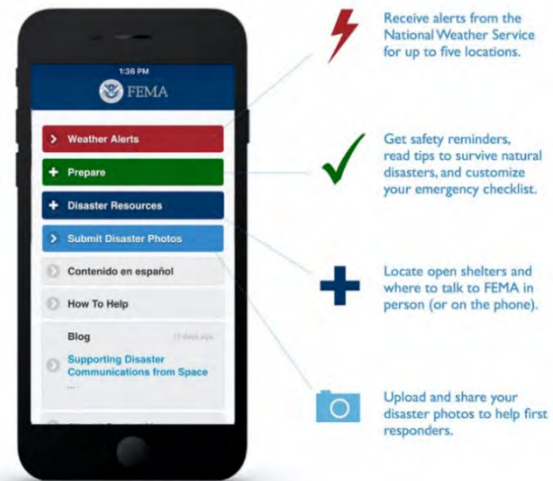 1:36 PM
FEMA
Weather Alerts
Prepare
Disaster Resources
Submit Disaster Photos
Contenido en español
How To Help
Blog
Supporting Disaster
Communications from Space
...
Receive alerts from the
National Weather Service
for up to five locations.
Get safety reminders,
read tips to survive natural
disasters, and customize
your emergency checklist.
Locate open shelters and
where to talk to FEMA in
person (or on the phone).
Upload and share your
disaster photos to help first
responders.